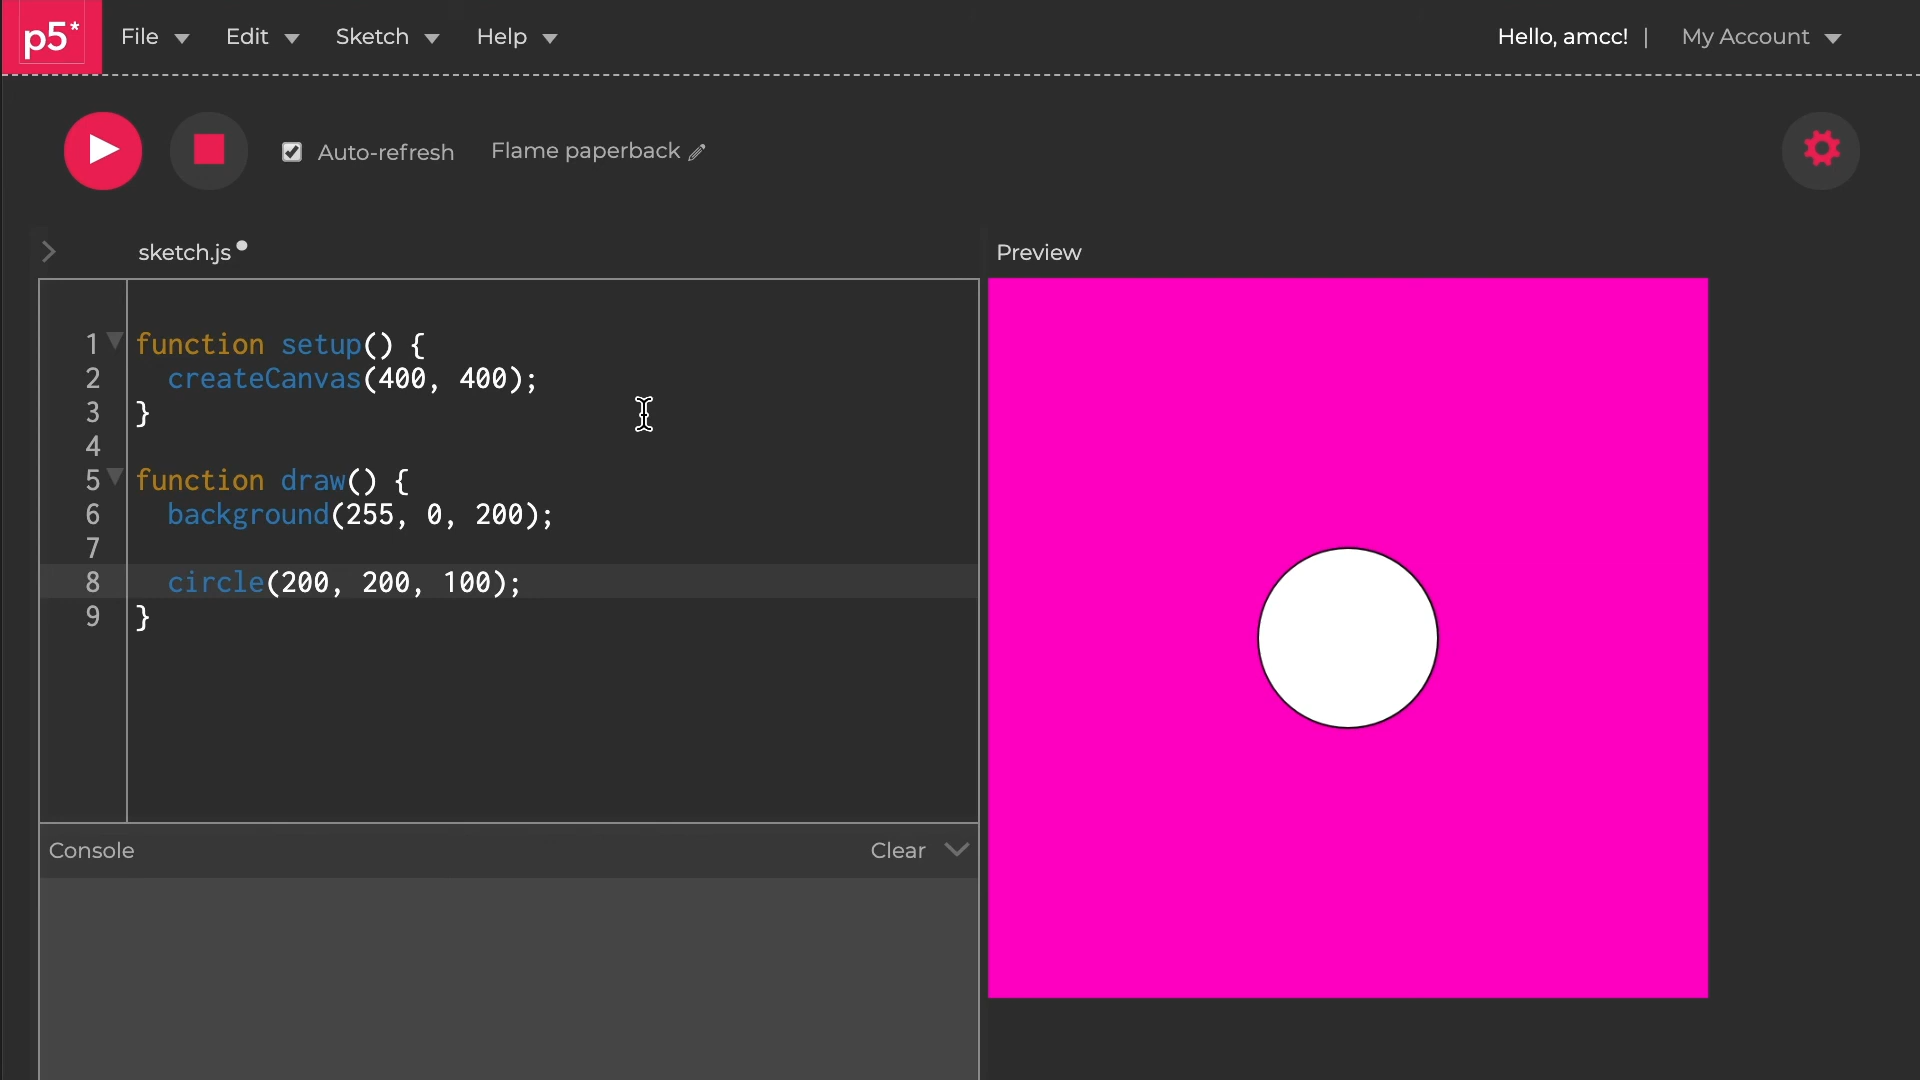 p5* File Edit Sketch Help Hello, amcc! | My Account
Auto-refresh Flame paperback
sketch.js
Preview
1 function setup() {
2   createCanvas(400, 400);
3 }
4
5 function draw() {
6   background(255, 0, 200);
7
8   circle(200, 200, 100);
9 }
Console Clear